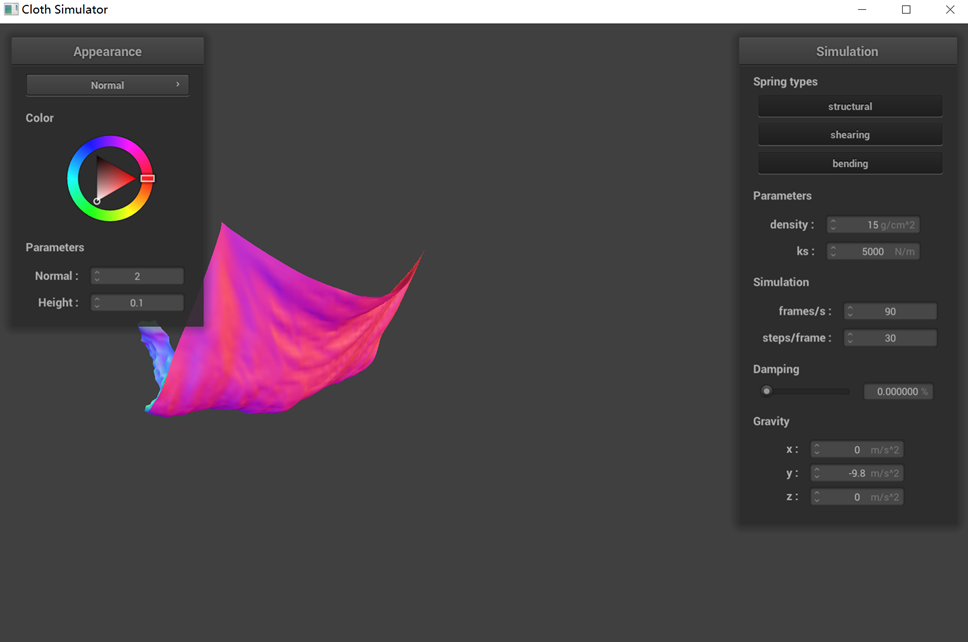 Cloth Simulator
Appearance
Normal
Color
Parameters
Normal : 2
Height : 0.1
Simulation
Spring types
structural
shearing
bending
Parameters
density : 15 g/cm^2
ks : 5000 N/m
Simulation
frames/s : 90
steps/frame : 30
Damping
0.000000 %
Gravity
x : 0 m/s^2
y : -9.8 m/s^2
z : 0 m/s^2